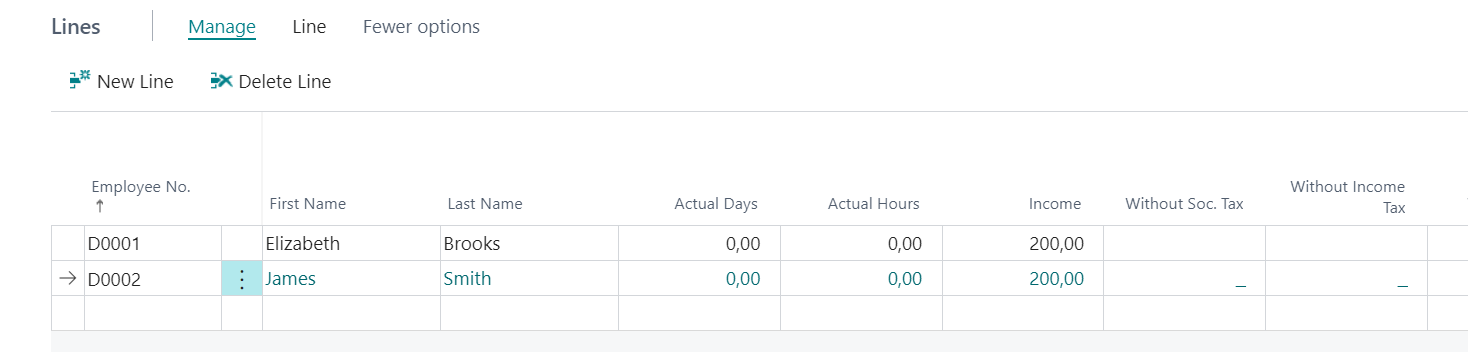 Lines Manage Line Fewer options
New Line Delete Line
Employee No. ↑ First Name Last Name Actual Days Actual Hours Income Without Soc. Tax Without Income Tax
D0001 Elizabeth Brooks 0,00 0,00 200,00
→ D0002 ⋮ James Smith 0,00 0,00 200,00 _ _